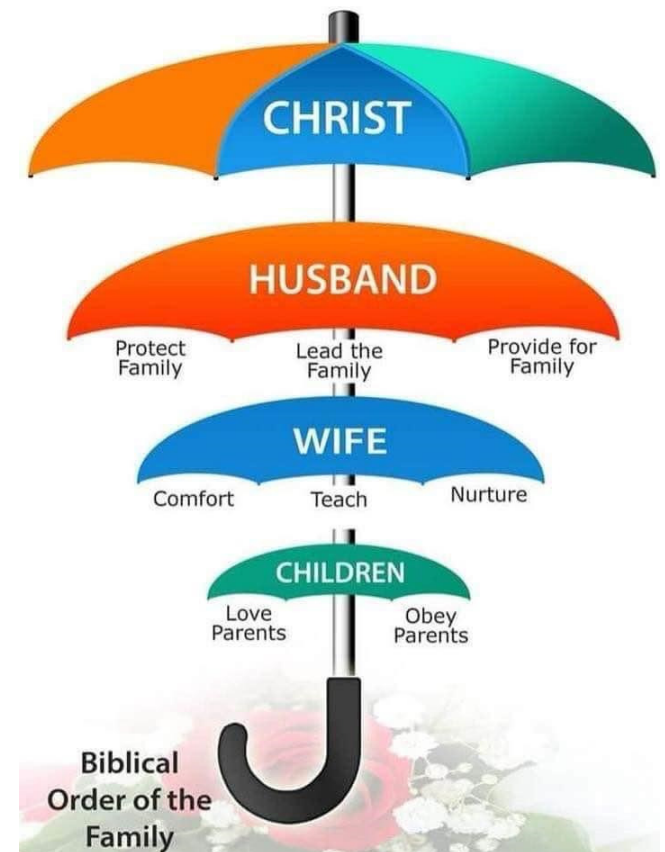 CHRIST
HUSBAND
Protect
Family
Lead the
Family
Provide for
Family
WIFE
Comfort
Teach
Nurture
CHILDREN
Love
Parents
Obey
Parents
Biblical
Order of the
Family